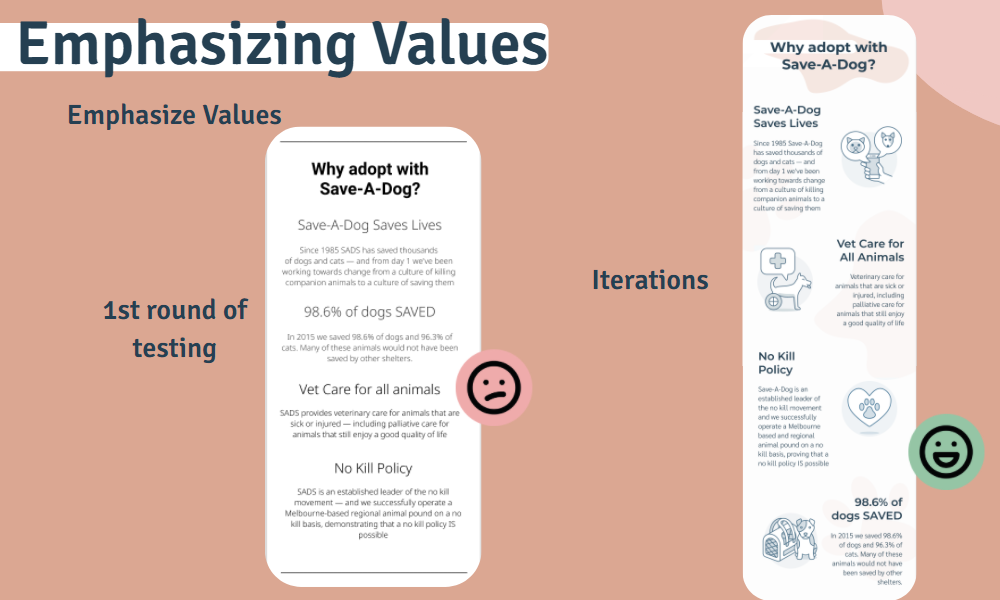 Emphasizing Values
Emphasize Values
1st round of
testing
Why adopt with
Save-A-Dog?
Save-A-Dog Saves Lives
Since 1985 SADS has saved thousands
of dogs and cats — and from day 1 we've been
working towards change from a culture of killing
companion animals to a culture of saving them
98.6% of dogs SAVED
In 2015 we saved 98.6% of dogs and 96.3% of
cats. Many of these animals would not have been
saved by other shelters.
Vet Care for all animals
SADS provides veterinary care for animals that are
sick or injured — including palliative care for
animals that still enjoy a good quality of life
No Kill Policy
SADS is an established leader of the no kill
movement — and we successfully operate a
Melbourne-based regional animal pound on a no
kill basis, demonstrating that a no kill policy IS
possible
Iterations
Why adopt with
Save-A-Dog?
Save-A-Dog
Saves Lives
Since 1985 Save-A-Dog
has saved thousands of
dogs and cats — and
from day 1 we've been
working towards change
from a culture of killing
companion animals to a
culture of saving them
Vet Care for
All Animals
Veterinary care for
animals that are sick or
injured, including
palliative care for
animals that still enjoy
a good quality of life
No Kill
Policy
Save-A-Dog is an
established leader of
the no kill movement
and we successfully
operate a Melbourne
based and regional
animal pound on a no
kill basis, proving that a
no kill policy IS possible
98.6% of
dogs SAVED
In 2015 we saved 98.6%
of dogs and 96.3% of
cats. Many of these
animals would not have
been saved by other
shelters.